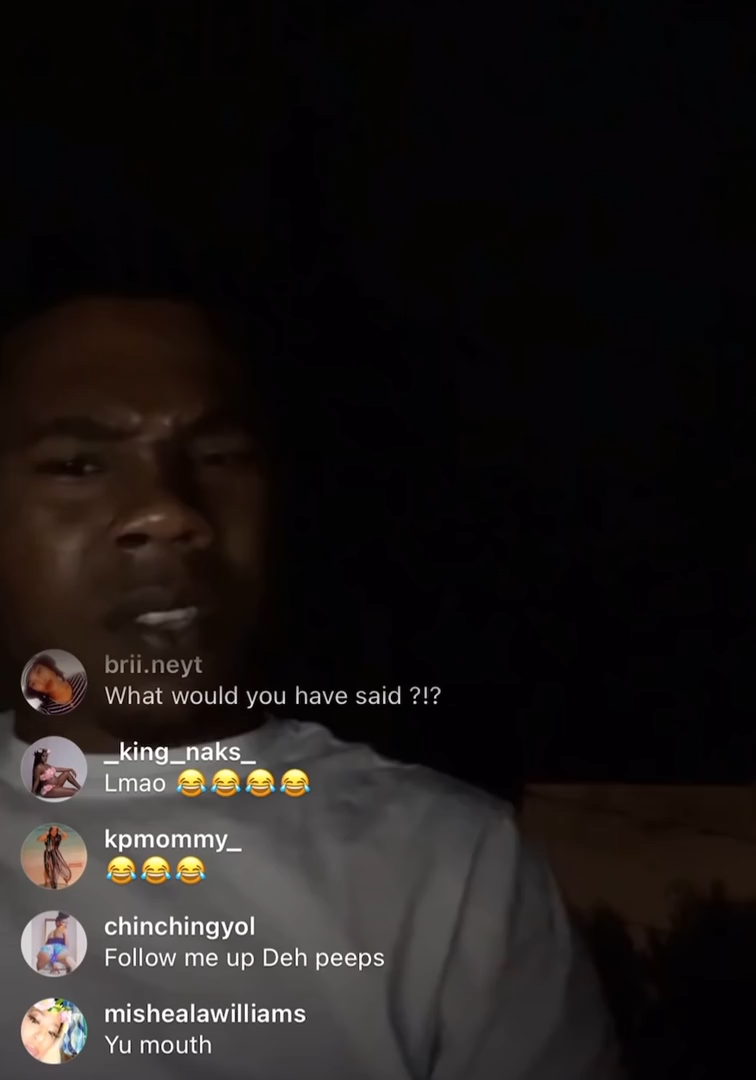 brii.neyt
What would you have said ?!?
_king_naks_
Lmao 😂😂😂😂
kpmommy_
😂😂😂
chinchingyol
Follow me up Deh peeps
mishealawilliams
Yu mouth